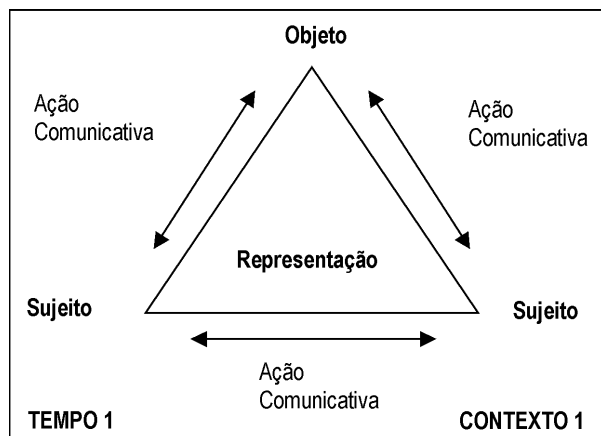 Objeto
Ação
Comunicativa
Ação
Comunicativa
Representação
Sujeito
Sujeito
Ação
Comunicativa
TEMPO 1
CONTEXTO 1